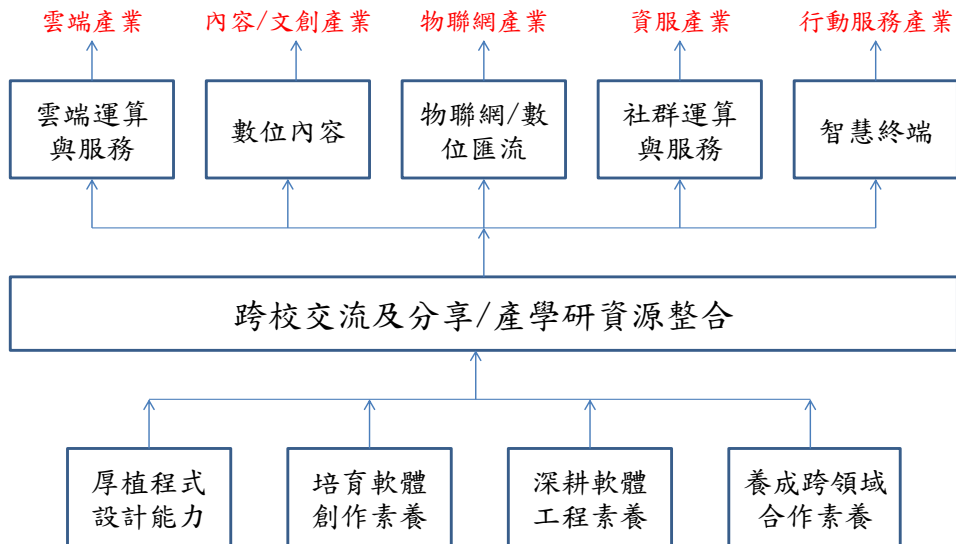 雲端產業 內容/文創產業 物聯網產業 資服產業 行動服務產業
雲端運算
與服務
數位內容
物聯網/數
位匯流
社群運算
與服務
智慧終端
跨校交流及分享/產學研資源整合
厚植程式
設計能力
培育軟體
創作素養
深耕軟體
工程素養
養成跨領域
合作素養